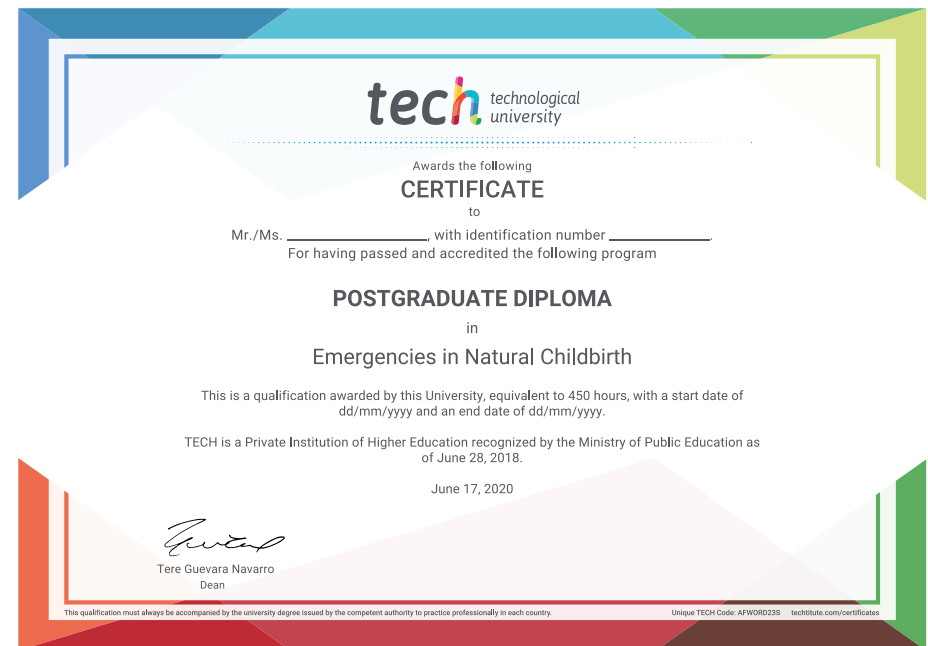 tech technological
university
Awards the following
CERTIFICATE
to
Mr./Ms. ____________________, with identification number ______________.
For having passed and accredited the following program
POSTGRADUATE DIPLOMA
in
Emergencies in Natural Childbirth
This is a qualification awarded by this University, equivalent to 450 hours, with a start date of
dd/mm/yyyy and an end date of dd/mm/yyyy.
TECH is a Private Institution of Higher Education recognized by the Ministry of Public Education as
of June 28, 2018.
June 17, 2020
Tere Guevara Navarro
Dean
This qualification must always be accompanied by the university degree issued by the competent authority to practice professionally in each country.
Unique TECH Code: AFWORD23S techtitute.com/certificates